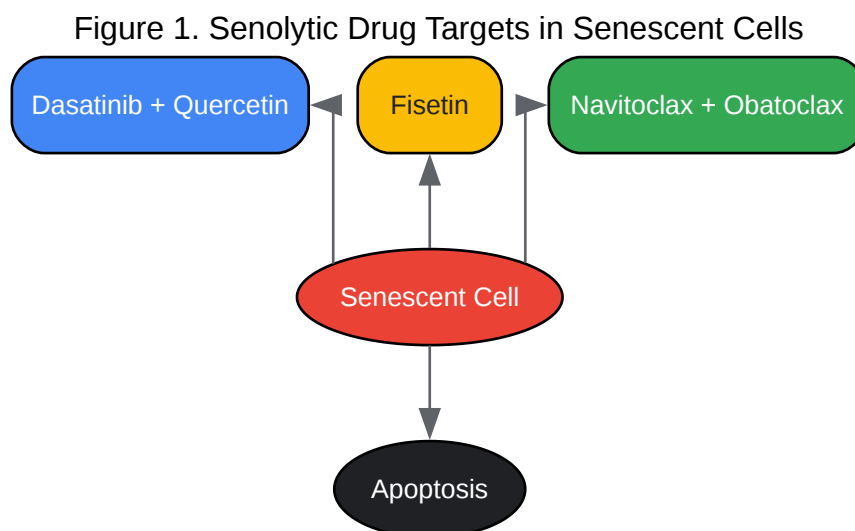 Figure 1. Senolytic Drug Targets in Senescent Cells
Dasatinib + Quercetin
Fisetin
Navitoclax + Obatoclax
Senescent Cell
Apoptosis